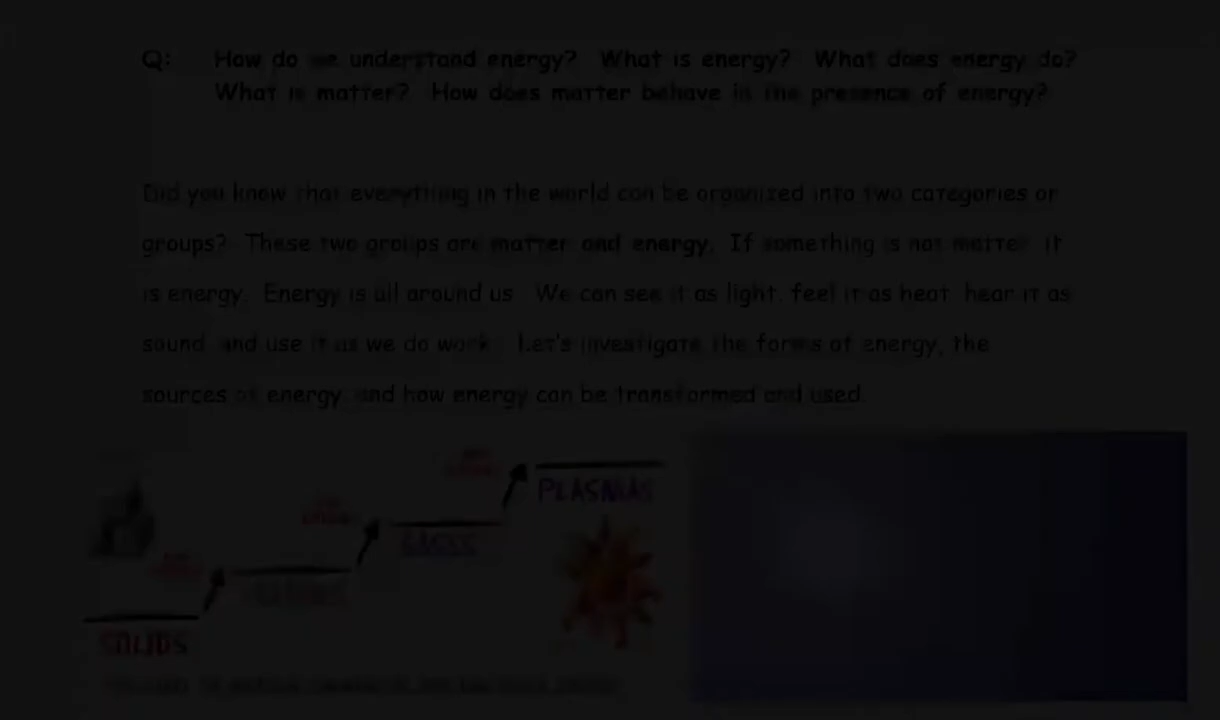 Q: How do we understand energy? What is energy? What does energy do?
What is matter? How does matter behave in the presence of energy?
Did you know that everything in the world can be organized into two categories or
groups? These two groups are matter and energy. If something is not matter it
is energy. Energy is all around us. We can see it as light, feel it as heat, hear it as
sound, and use it as we do work. Let's investigate the forms of energy, the
sources of energy, and how energy can be transformed and used.
PLASMAS
GASES
SOLIDS